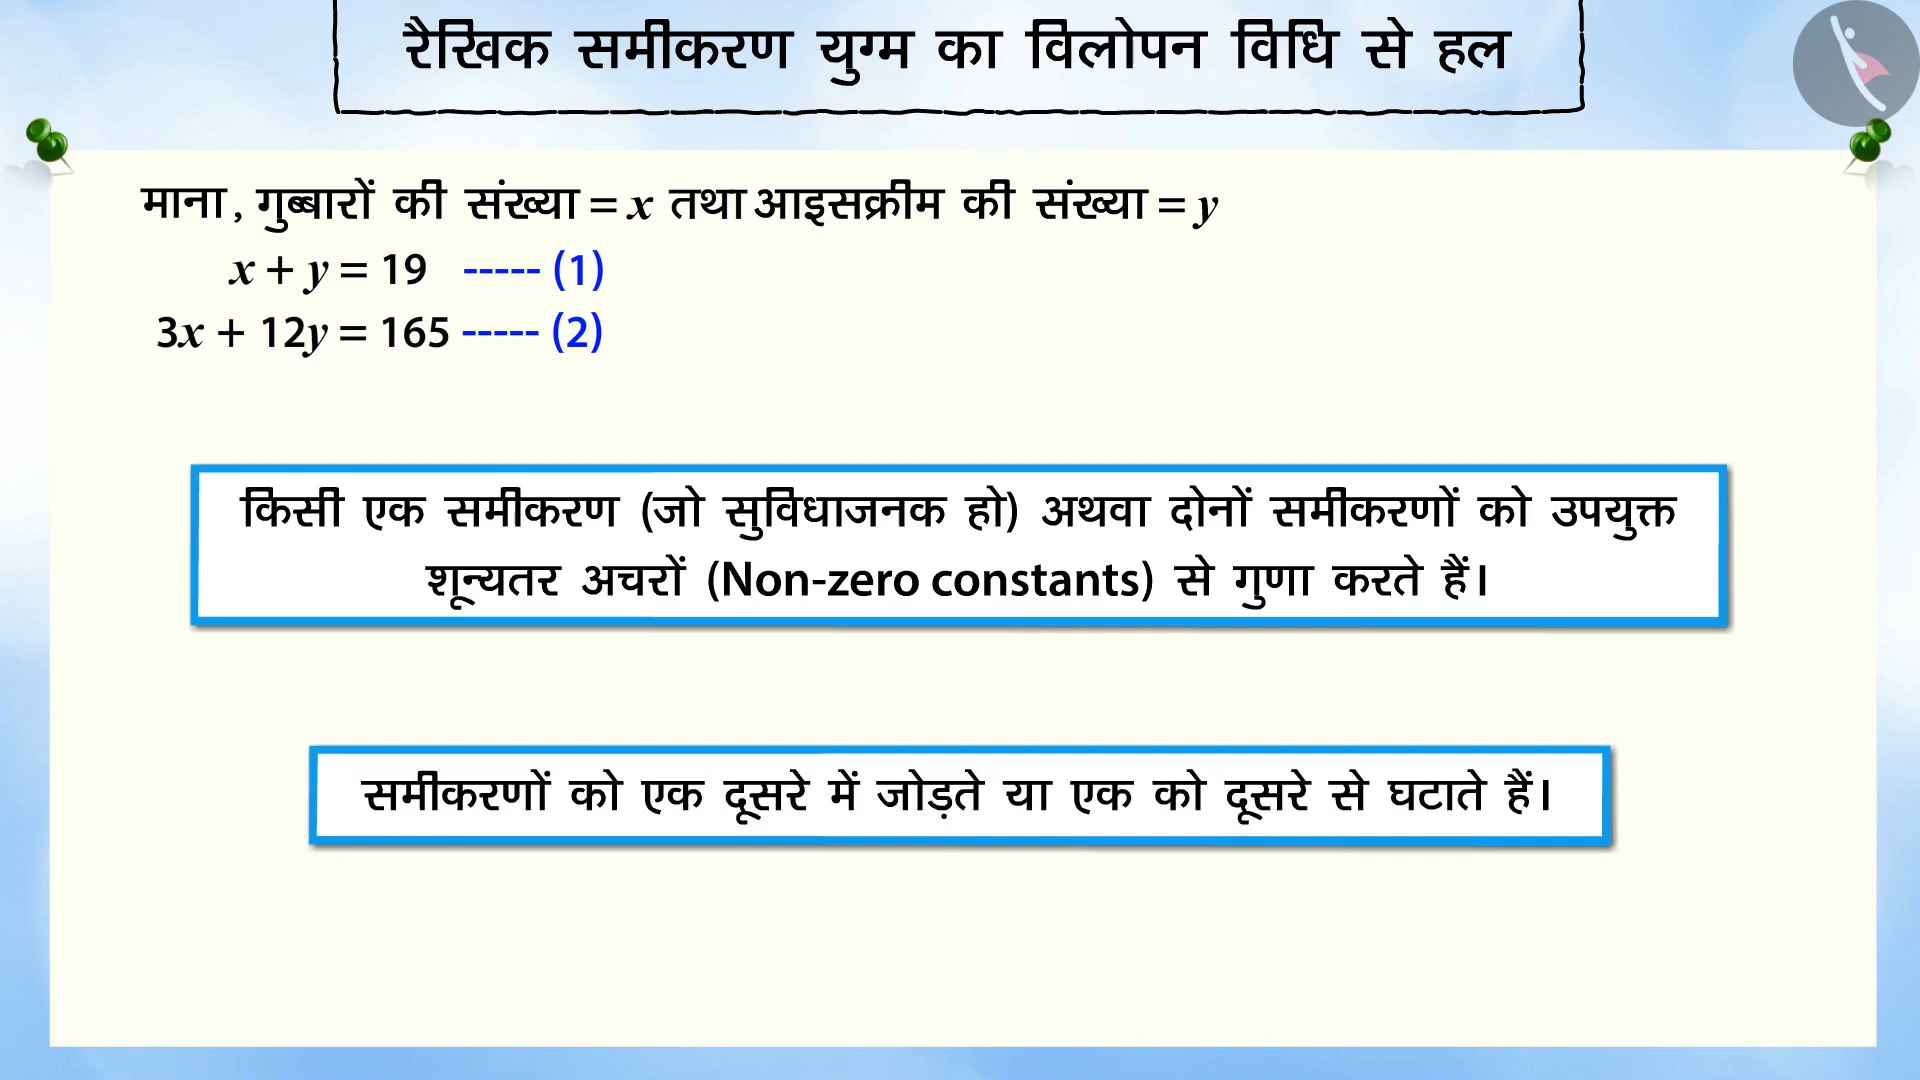 रैखिक समीकरण युग्म का विलोपन विधि से हल
माना, गुब्बारों की संख्या = x तथा आइसक्रीम की संख्या = y
x + y = 19 ----- (1)
3x + 12y = 165 ----- (2)
किसी एक समीकरण (जो सुविधाजनक हो) अथवा दोनों समीकरणों को उपयुक्त
शून्यतर अचरों (Non-zero constants) से गुणा करते हैं।
समीकरणों को एक दूसरे में जोड़ते या एक को दूसरे से घटाते हैं।